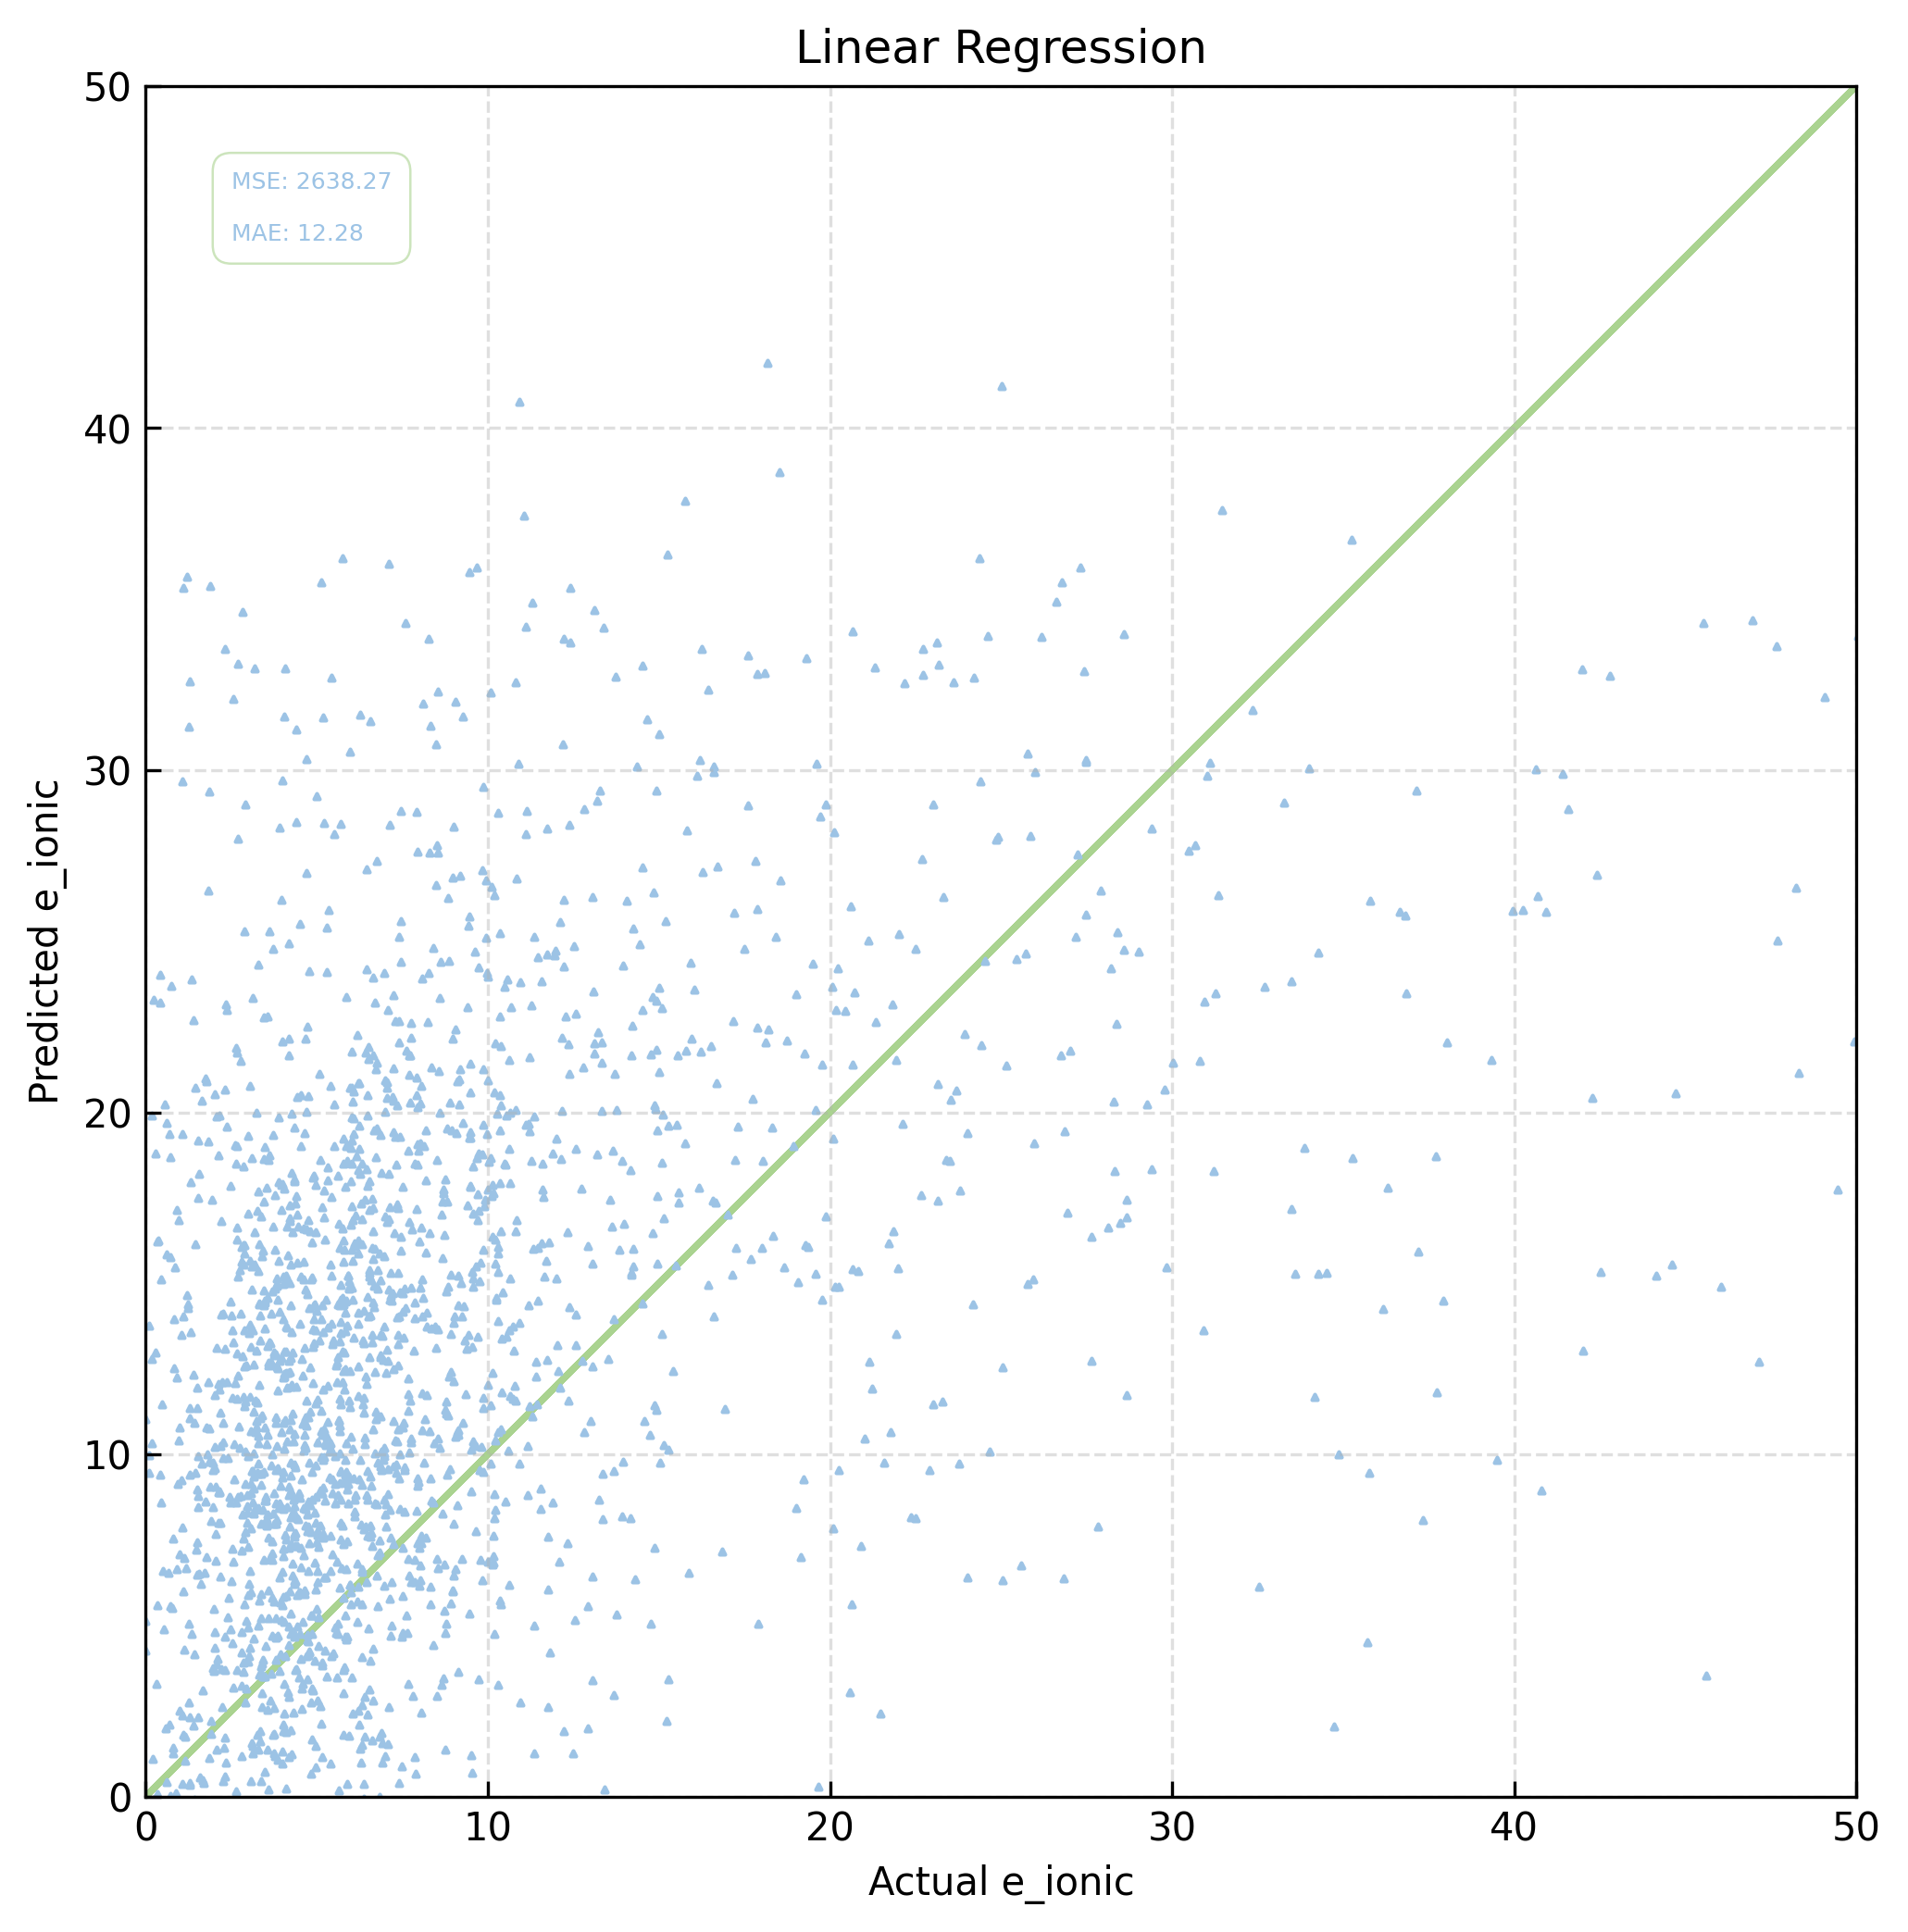 Linear Regression
50
40
30
20
10
0
MSE: 2638.27
MAE: 12.28
Predicted e_ionic
0 10 20 30 40 50
Actual e_ionic